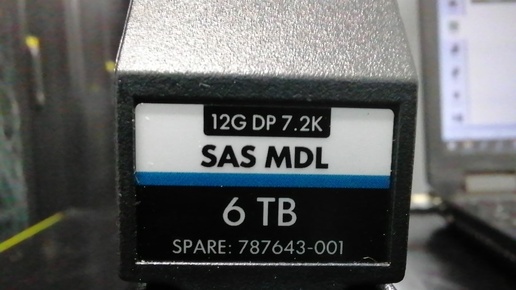 12G DP 7.2K
SAS MDL
6 TB
SPARE: 787643-001